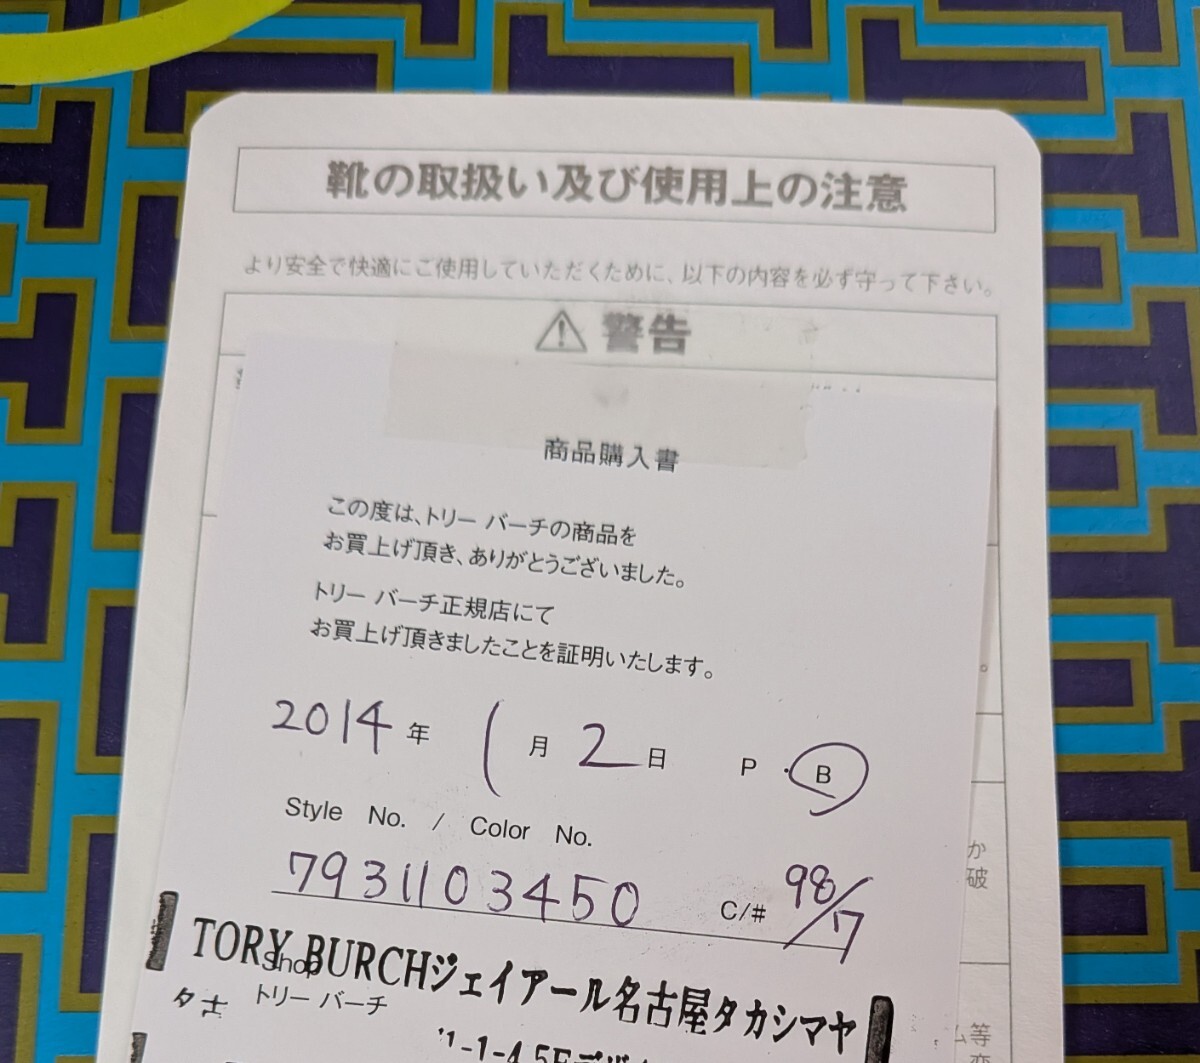 靴の取扱い及び使用上の注意
より安全で快適にご使用していただくために、以下の内容を必ず守って下さい。
警告
商品購入書
この度は、トリー バーチの商品を
お買上げ頂き、ありがとうございました。
トリー バーチ正規店にて
お買上げ頂きましたことを証明いたします。
2014 年 1 月 2 日 P ・ B
Style No. / Color No.
7931103450 C/# 98/7
TORY BURCHジェイアール名古屋タカシマヤ
Shop
トリー バーチ
1-1-4
か
破
等